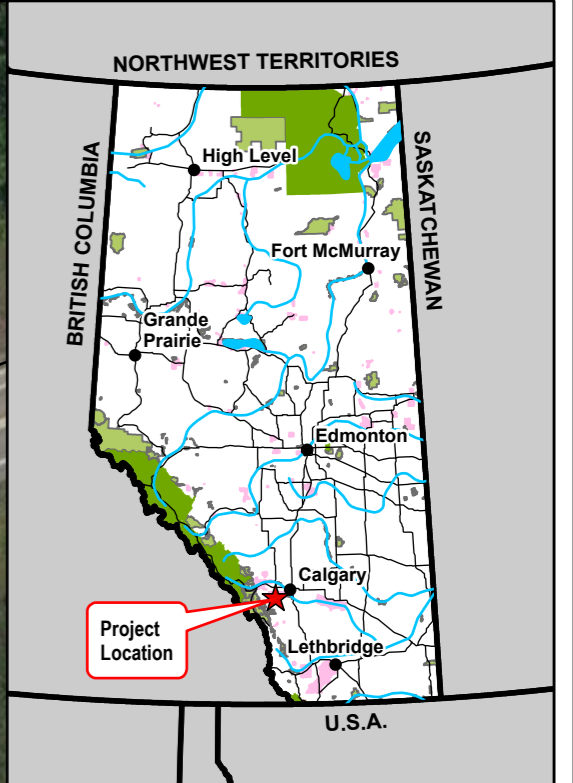 NORTHWEST TERRITORIES
BRITISH COLUMBIA
SASKATCHEWAN
High Level
Fort McMurray
Grande
Prairie
Edmonton
Calgary
Project
Location
Lethbridge
U.S.A.